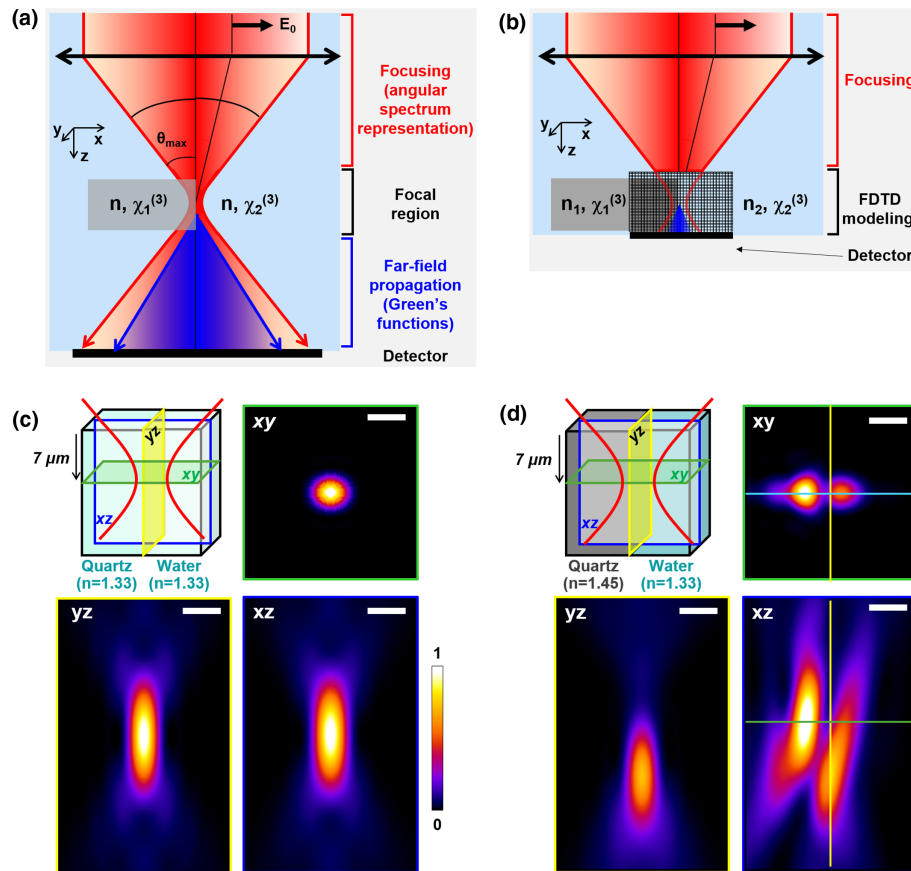 (a)
E₀
Focusing
(angular
spectrum
representation)
y
x
z
θmax
n, χ₁⁽³⁾
n, χ₂⁽³⁾
Focal
region
Far-field
propagation
(Green's
functions)
Detector
(b)
Focusing
y
x
z
n₁, χ₁⁽³⁾
n₂, χ₂⁽³⁾
FDTD
modeling
Detector
(c)
7 μm
yz
xy
xz
Quartz
(n=1.33)
Water
(n=1.33)
xy
yz
xz
1
0
(d)
7 μm
yz
xy
xz
Quartz
(n=1.45)
Water
(n=1.33)
xy
yz
xz